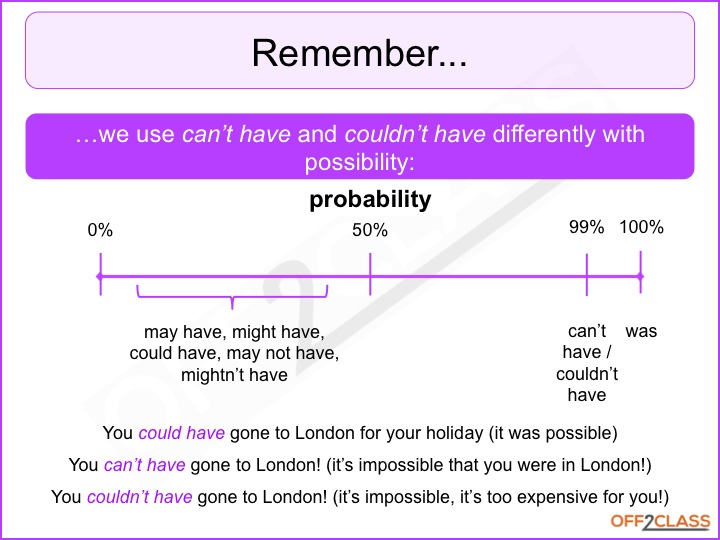 Remember...
…we use can’t have and couldn’t have differently with
possibility:
probability
0%
50%
99%
100%
may have, might have,
could have, may not have,
mightn’t have
can’t
have /
couldn’t
have
was
You could have gone to London for your holiday (it was possible)
You can’t have gone to London! (it’s impossible that you were in London!)
You couldn’t have gone to London! (it’s impossible, it’s too expensive for you!)
OFF2CLASS
OFF2CLASS